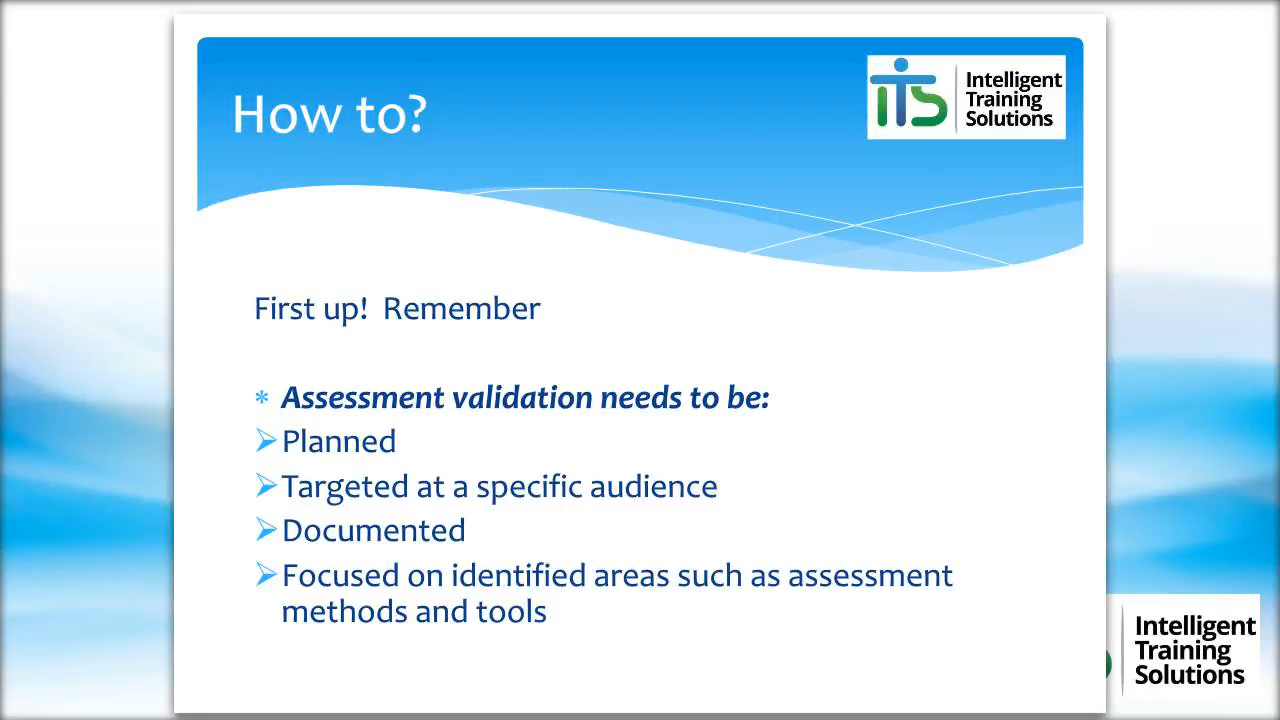 How to?
iTS
Intelligent
Training
Solutions
First up! Remember
Assessment validation needs to be:
Planned
Targeted at a specific audience
Documented
Focused on identified areas such as assessment
methods and tools
Intelligent
Training
Solutions